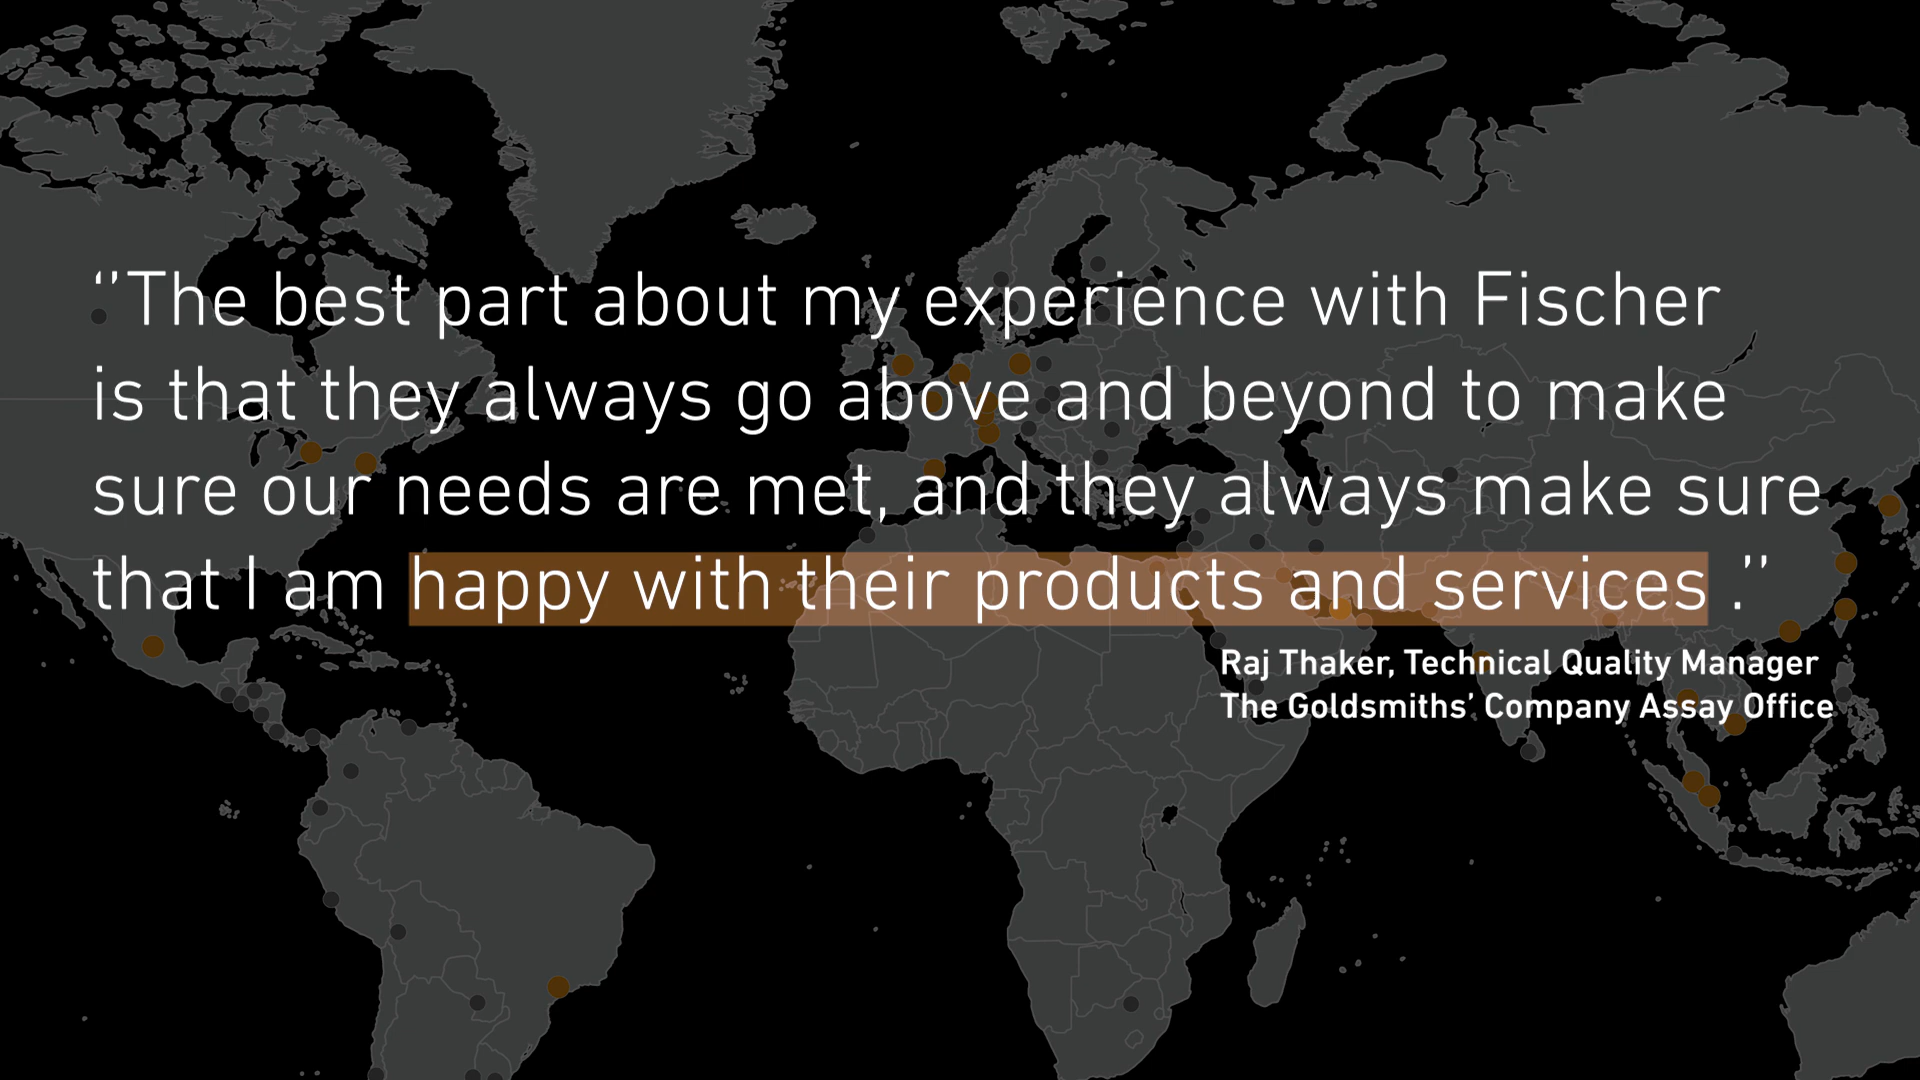 ‘’The best part about my experience with Fischer
is that they always go above and beyond to make
sure our needs are met, and they always make sure
that I am happy with their products and services .’’
Raj Thaker, Technical Quality Manager
The Goldsmiths’ Company Assay Office